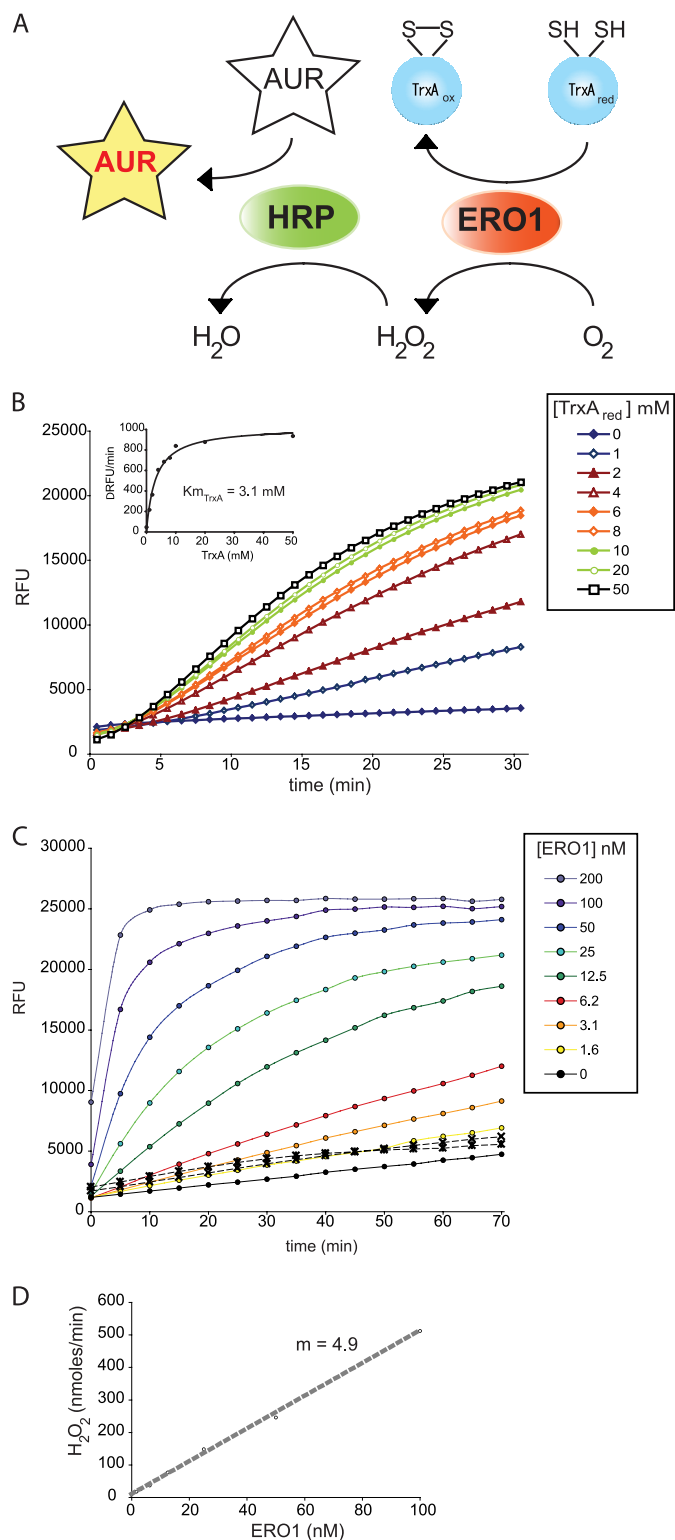 A
AUR
S—S
TrxA ox
SH SH
TrxA red
AUR
HRP
ERO1
H2O
H2O2
O2
B
25000
20000
15000
10000
5000
0
RFU
0 5 10 15 20 25 30
time (min)
1000
800
600
400
200
0
DRFU/min
KmTrxA = 3.1 mM
0 10 20 30 40 50
TrxA (mM)
[TrxA red] mM
0
1
2
4
6
8
10
20
50
C
30000
25000
20000
15000
10000
5000
0
RFU
0 10 20 30 40 50 60 70
time (min)
[ERO1] nM
200
100
50
25
12.5
6.2
3.1
1.6
0
D
600
500
400
300
200
100
0
H2O2 (nmoles/min)
m = 4.9
0 20 40 60 80 100
ERO1 (nM)